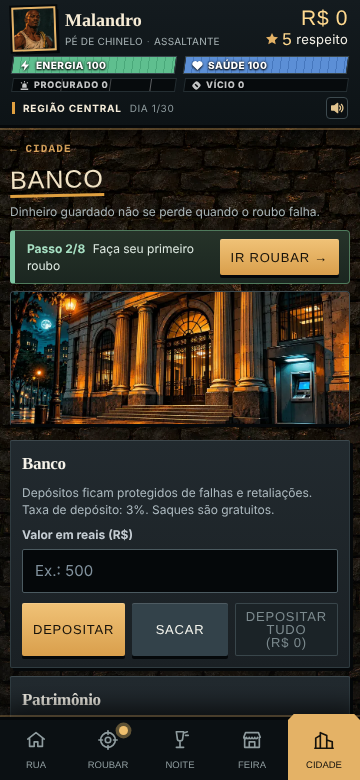 Malandro
PÉ DE CHINELO · ASSALTANTE
R$ 0
5 respeito
ENERGIA 100
SAÚDE 100
PROCURADO 0
VÍCIO 0
REGIÃO CENTRAL DIA 1/30
← CIDADE
BANCO
Dinheiro guardado não se perde quando o roubo falha.
Passo 2/8 Faça seu primeiro
roubo
IR ROUBAR →
Banco
Depósitos ficam protegidos de falhas e retaliações.
Taxa de depósito: 3%. Saques são gratuitos.
Valor em reais (R$)
Ex.: 500
DEPOSITAR
SACAR
DEPOSITAR
TUDO
(R$ 0)
Patrimônio
RUA
ROUBAR
NOITE
FEIRA
CIDADE